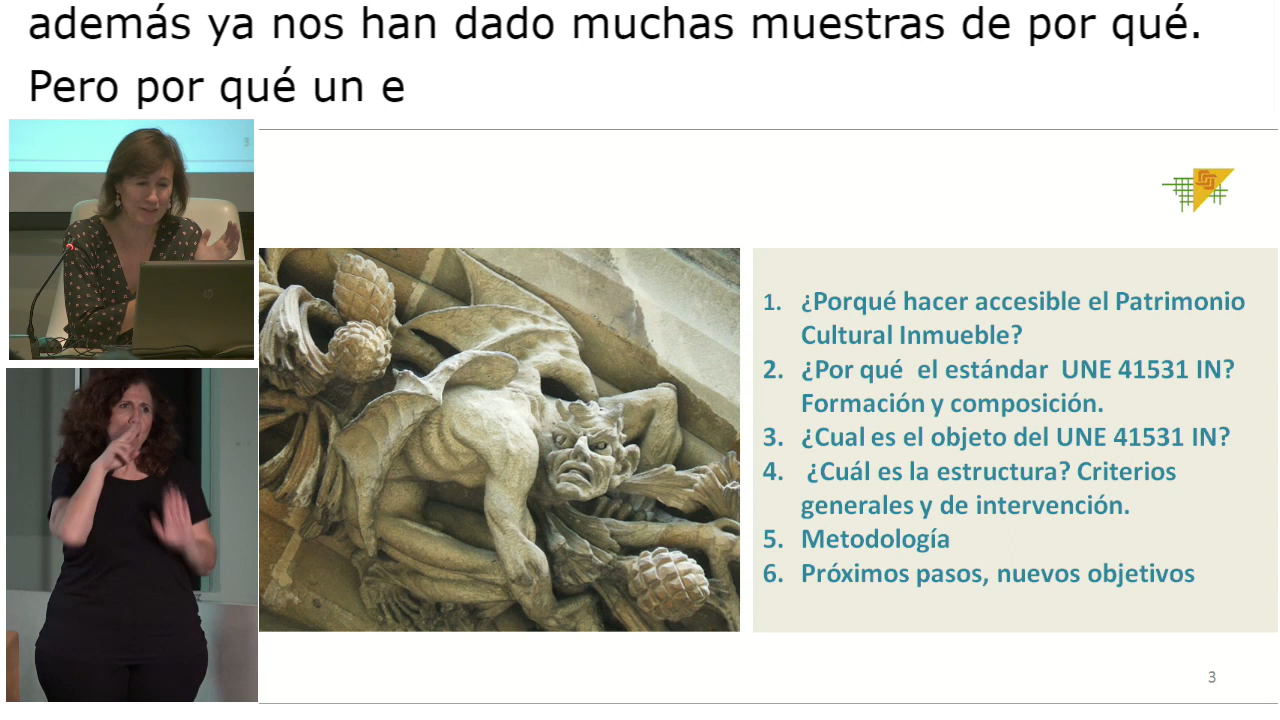 además ya nos han dado muchas muestras de por qué.
Pero por qué un e
1. ¿Porqué hacer accesible el Patrimonio
Cultural Inmueble?
2. ¿Por qué el estándar UNE 41531 IN?
Formación y composición.
3. ¿Cual es el objeto del UNE 41531 IN?
4. ¿Cuál es la estructura? Criterios
generales y de intervención.
5. Metodología
6. Próximos pasos, nuevos objetivos
3